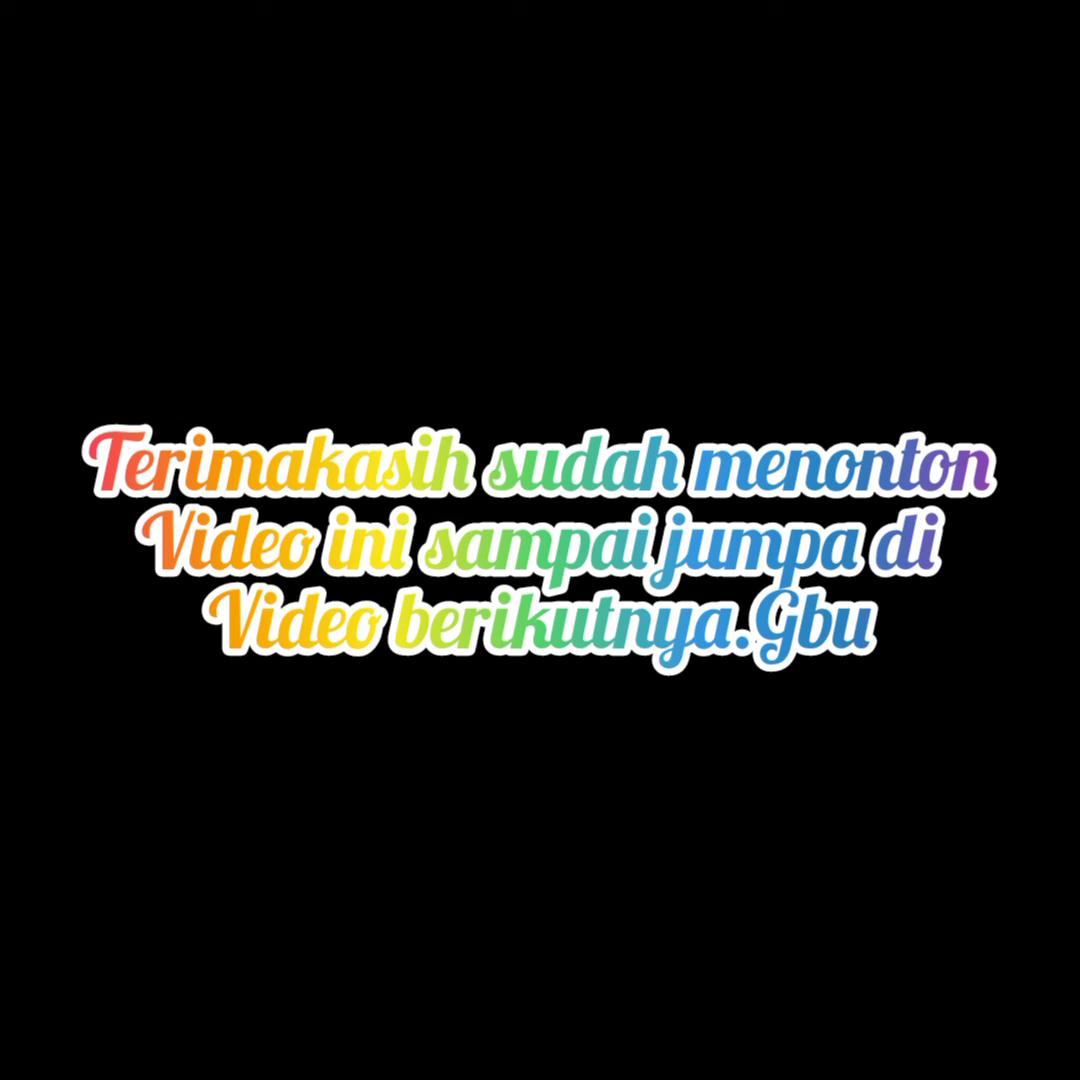 Terimakasih sudah menonton
Video ini sampai jumpa di
Video berikutnya.Gbu